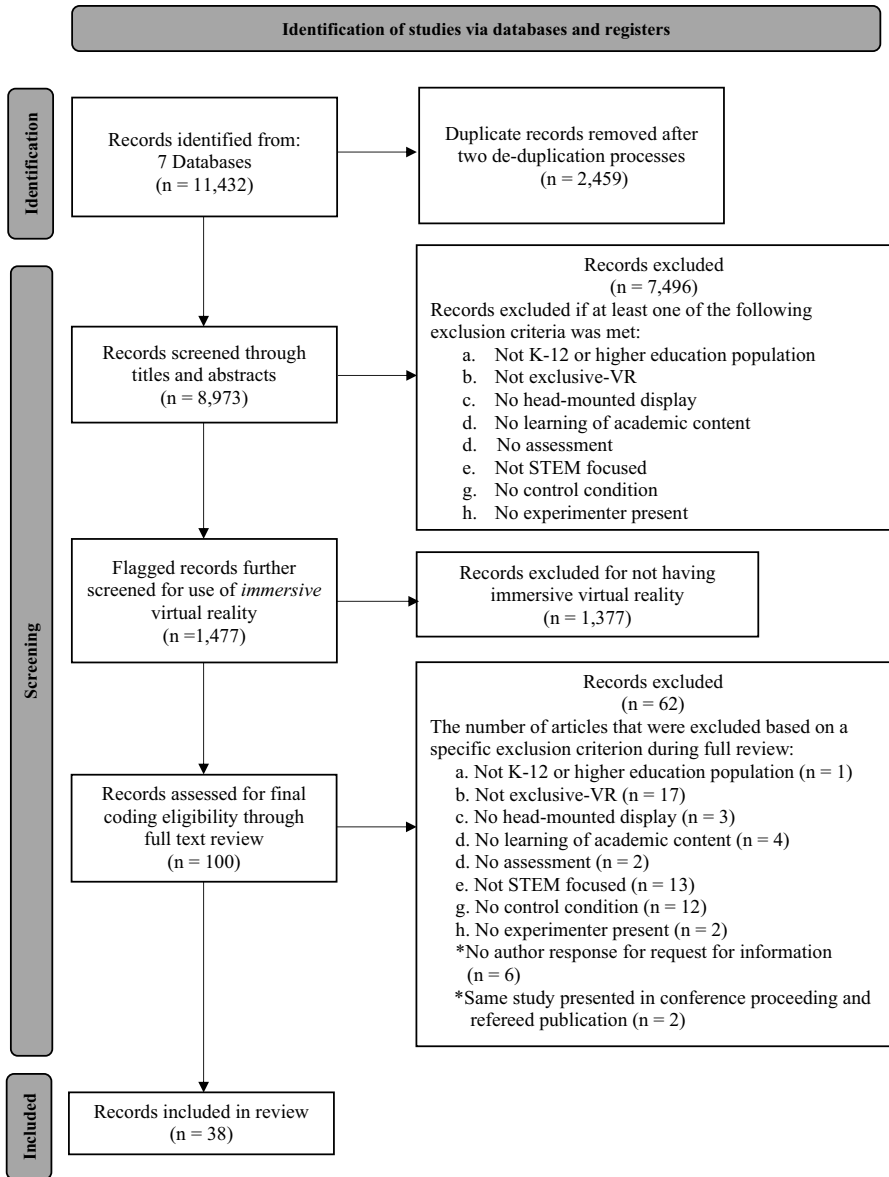 Identification of studies via databases and registers
Identification
Records identified from:
7 Databases
(n = 11,432)
Duplicate records removed after
two de-duplication processes
(n = 2,459)
Screening
Records screened through
titles and abstracts
(n = 8,973)
Records excluded
(n = 7,496)
Records excluded if at least one of the following
exclusion criteria was met:
a. Not K-12 or higher education population
b. Not exclusive-VR
c. No head-mounted display
d. No learning of academic content
d. No assessment
e. Not STEM focused
g. No control condition
h. No experimenter present
Flagged records further
screened for use of immersive
virtual reality
(n =1,477)
Records excluded for not having
immersive virtual reality
(n = 1,377)
Records assessed for final
coding eligibility through
full text review
(n = 100)
Records excluded
(n = 62)
The number of articles that were excluded based on a
specific exclusion criterion during full review:
a. Not K-12 or higher education population (n = 1)
b. Not exclusive-VR (n = 17)
c. No head-mounted display (n = 3)
d. No learning of academic content (n = 4)
d. No assessment (n = 2)
e. Not STEM focused (n = 13)
g. No control condition (n = 12)
h. No experimenter present (n = 2)
*No author response for request for information
(n = 6)
*Same study presented in conference proceeding and
refereed publication (n = 2)
Included
Records included in review
(n = 38)